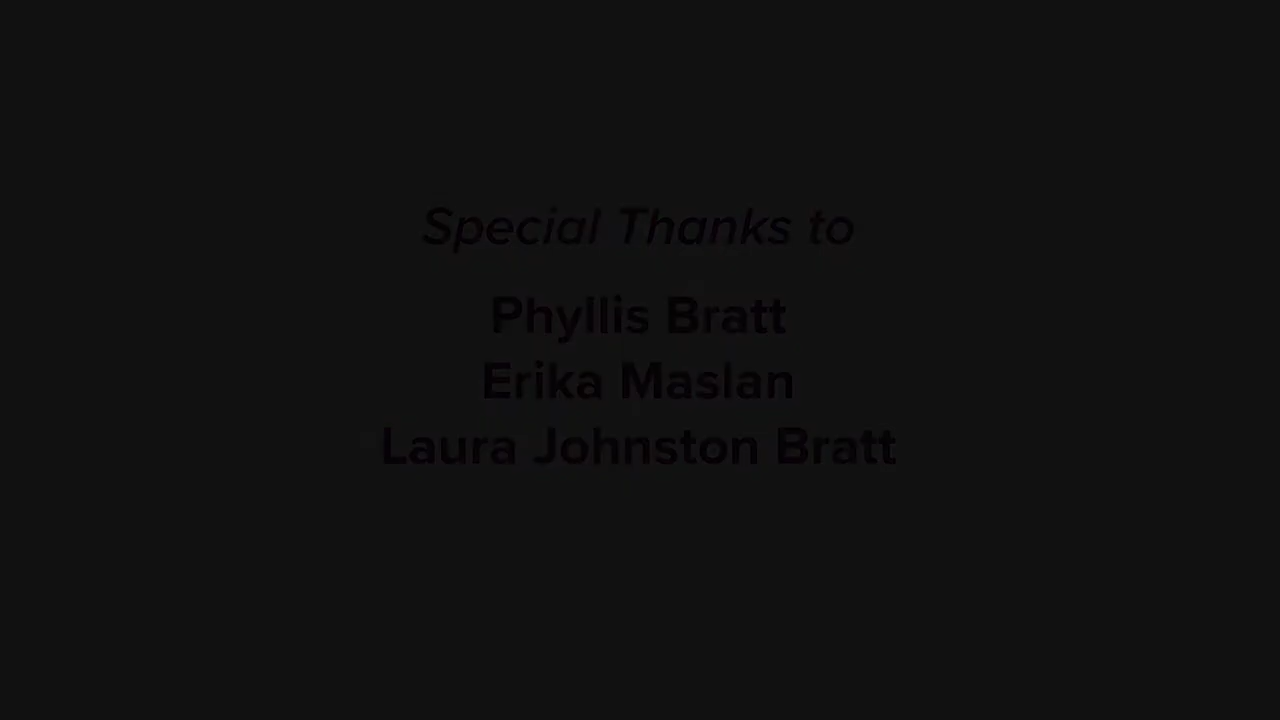 Special Thanks to
Phyllis Bratt
Erika Maslan
Laura Johnston Bratt